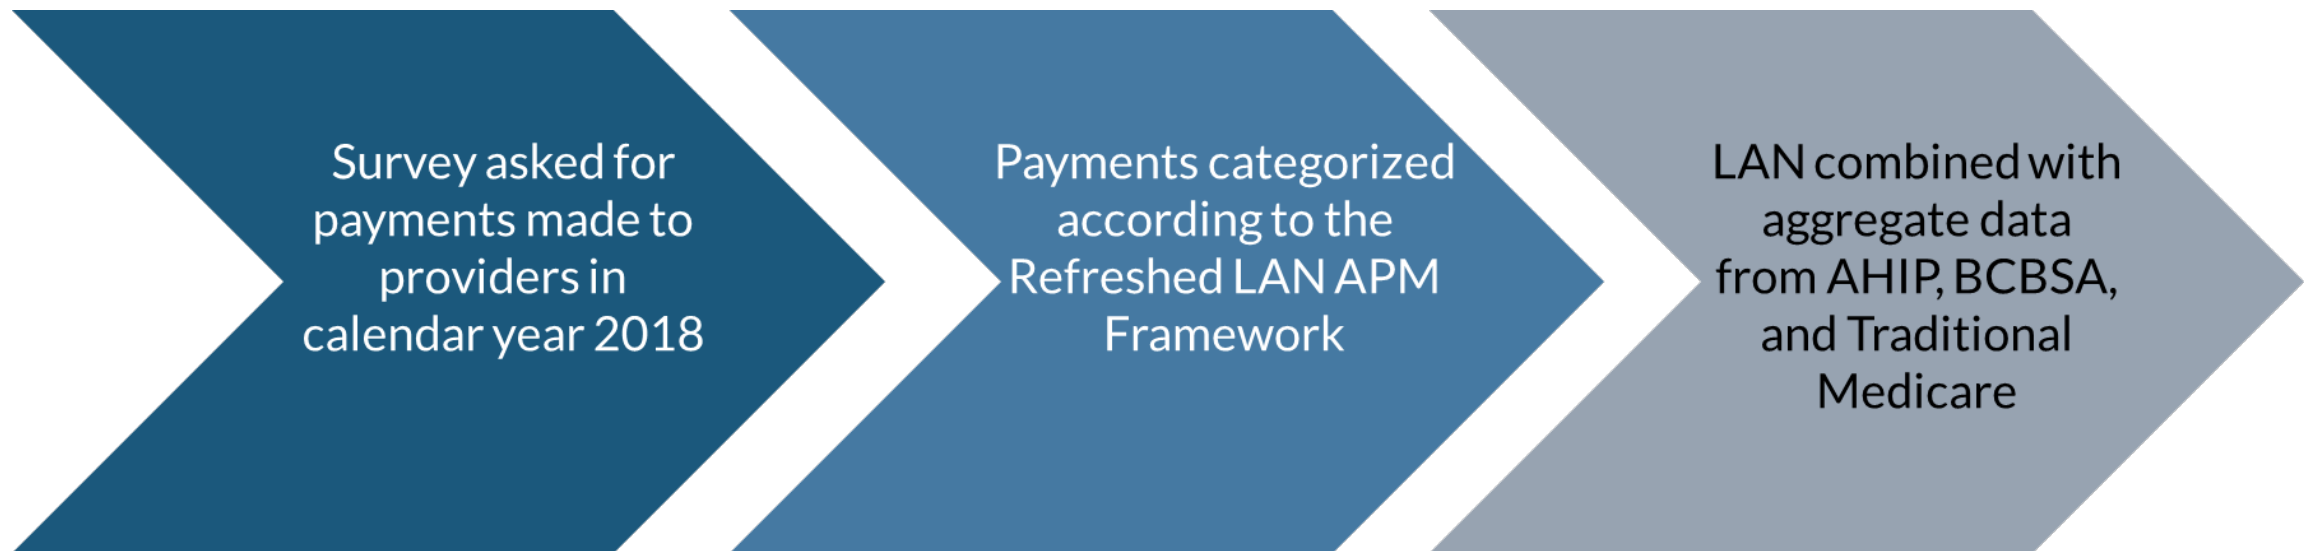 Survey asked for
payments made to
providers in
calendar year 2018
Payments categorized
according to the
Refreshed LAN APM
Framework
LAN combined with
aggregate data
from AHIP, BCBSA,
and Traditional
Medicare